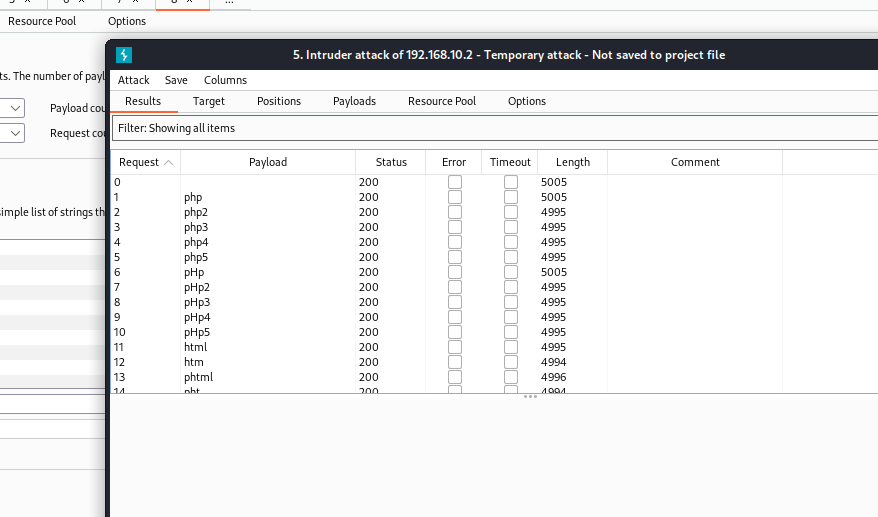 Resource Pool Options
5. Intruder attack of 192.168.10.2 - Temporary attack - Not saved to project file
ts. The number of payl
Attack Save Columns
Results Target Positions Payloads Resource Pool Options
Payload cou
Filter: Showing all items
Request cou
Request Payload Status Error Timeout Length Comment
0 200 5005
1 php 200 5005
2 php2 200 4995
simple list of strings th
3 php3 200 4995
4 php4 200 4995
5 php5 200 4995
6 pHp 200 5005
7 pHp2 200 4995
8 pHp3 200 4995
9 pHp4 200 4995
10 pHp5 200 4995
11 html 200 4995
12 htm 200 4994
13 phtml 200 4996
14 pht 200 4994